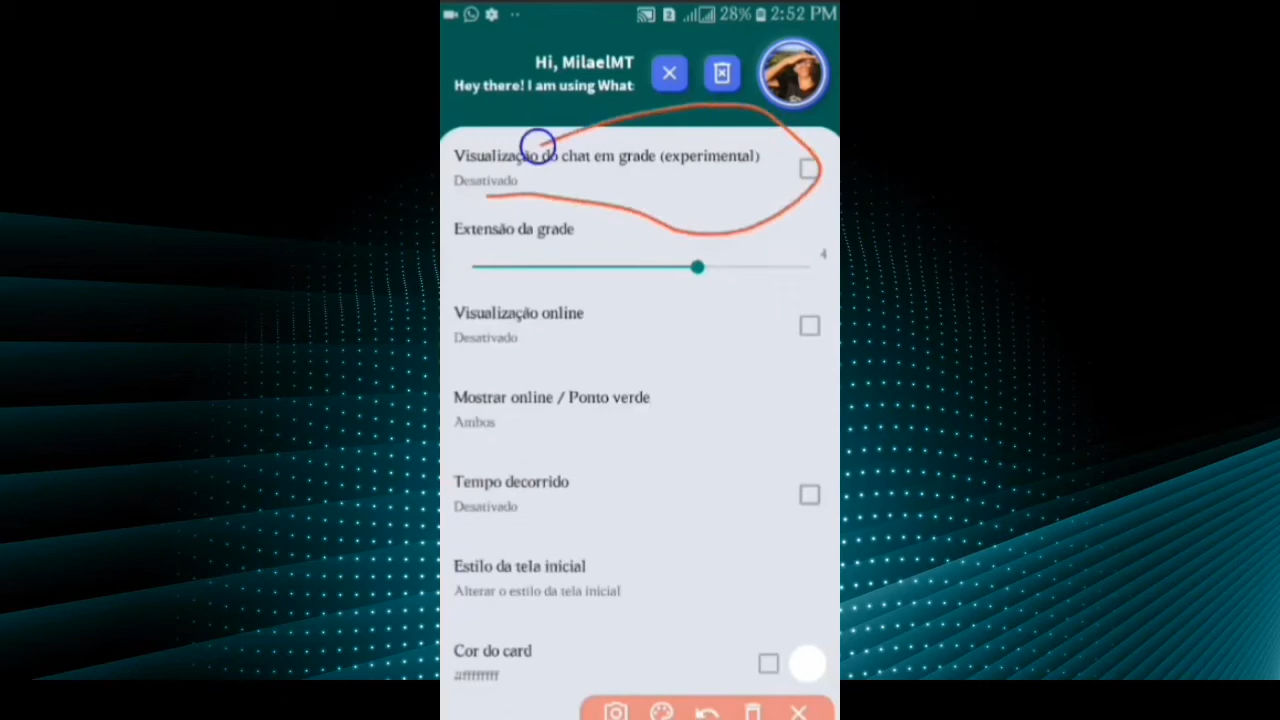 28% 2:52 PM
Hi, MilaelMT
Hey there! I am using What
Visualização do chat em grade (experimental)
Desativado
Extensão da grade
4
Visualização online
Desativado
Mostrar online / Ponto verde
Ambos
Tempo decorrido
Desativado
Estilo da tela inicial
Alterar o estilo da tela inicial
Cor do card